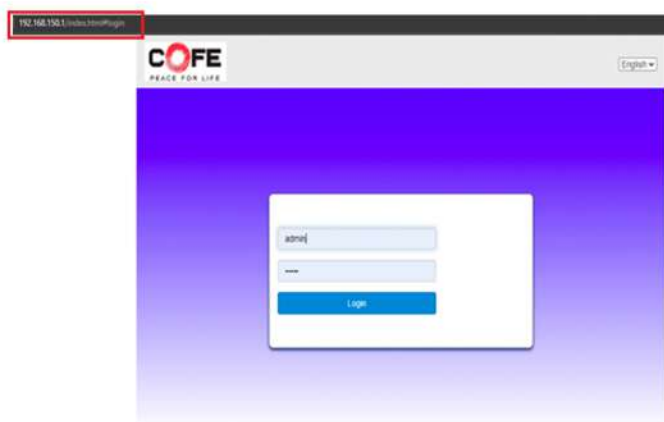 192.168.150.1/index.html#login
COFE
PEACE FOR LIFE
English
admin
Login